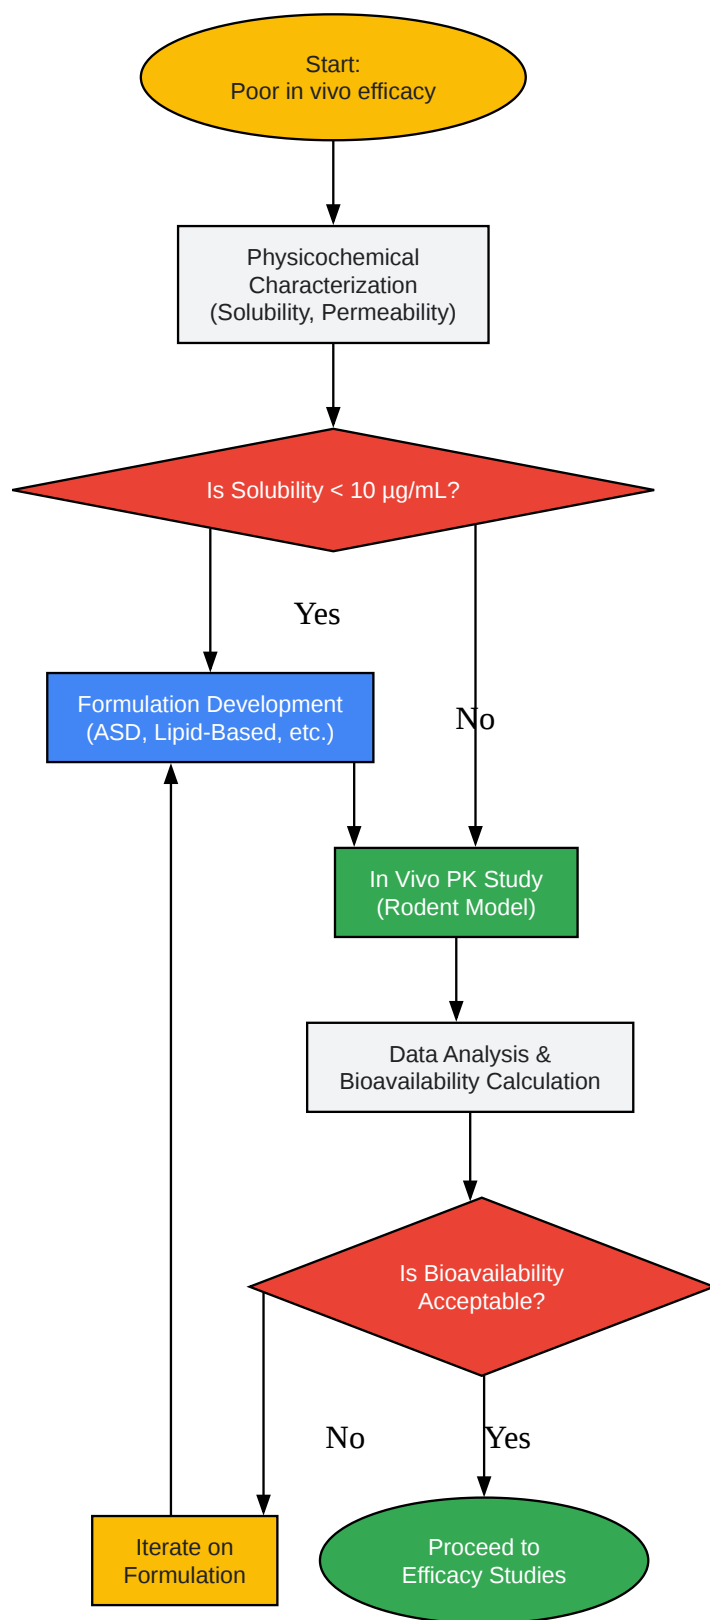 Start:
Poor in vivo efficacy
Physicochemical
Characterization
(Solubility, Permeability)
Is Solubility < 10 µg/mL?
Yes
Formulation Development
(ASD, Lipid-Based, etc.)
No
In Vivo PK Study
(Rodent Model)
Data Analysis &
Bioavailability Calculation
Is Bioavailability
Acceptable?
No
Yes
Iterate on
Formulation
Proceed to
Efficacy Studies